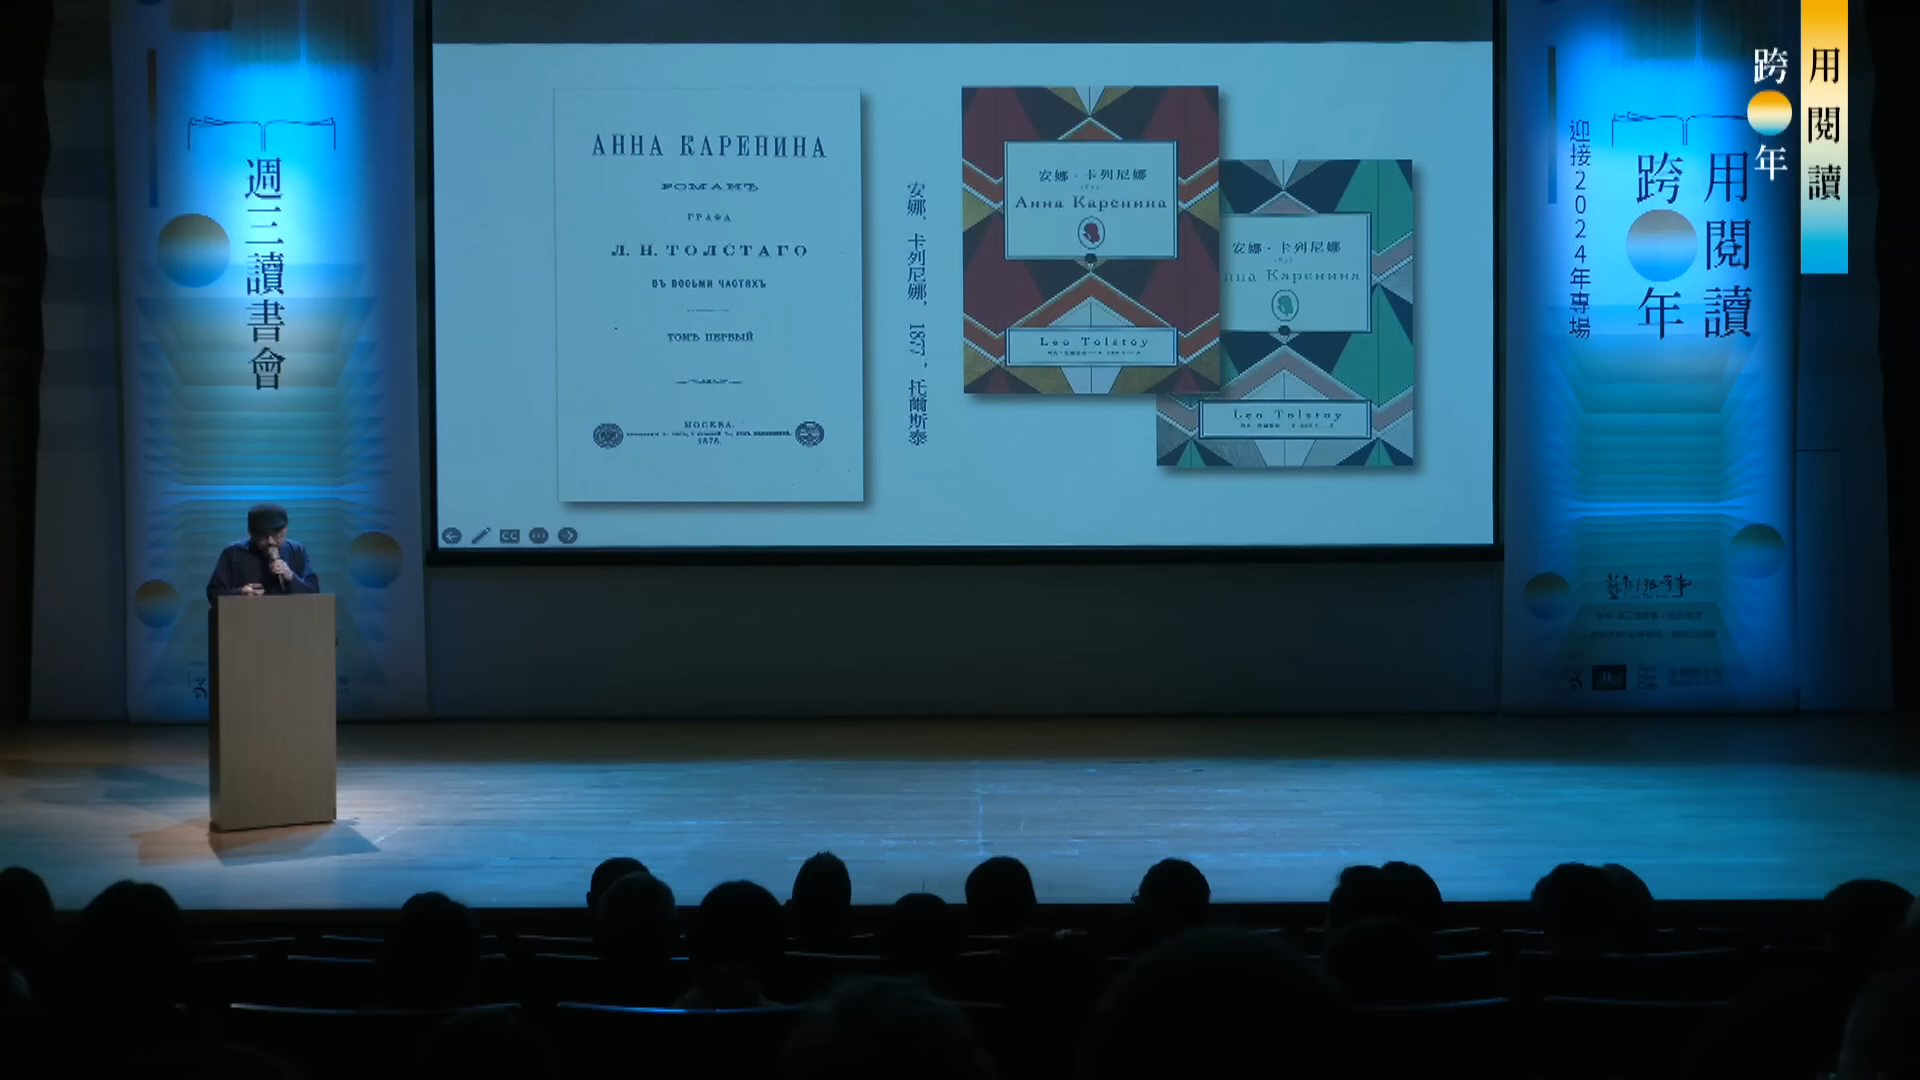 週三讀書會
АННА КАРЕНИНА
РОМАНЪ
ГРАФА
Л. Н. ТОЛСТАГО
ВЪ ВОСЬМИ ЧАСТЯХЪ
ТОМЪ ПЕРВЫЙ
МОСКВА.
1878.
安娜．卡列尼娜， 1877，托爾斯泰
安娜·卡列尼娜
1877
Анна Каренина
Leo Tolstoy
安娜·卡列尼娜
1877
нна Каренина
Leo Tolstoy
CC
用閱讀
跨年
迎接2024年專場
用閱讀
跨年